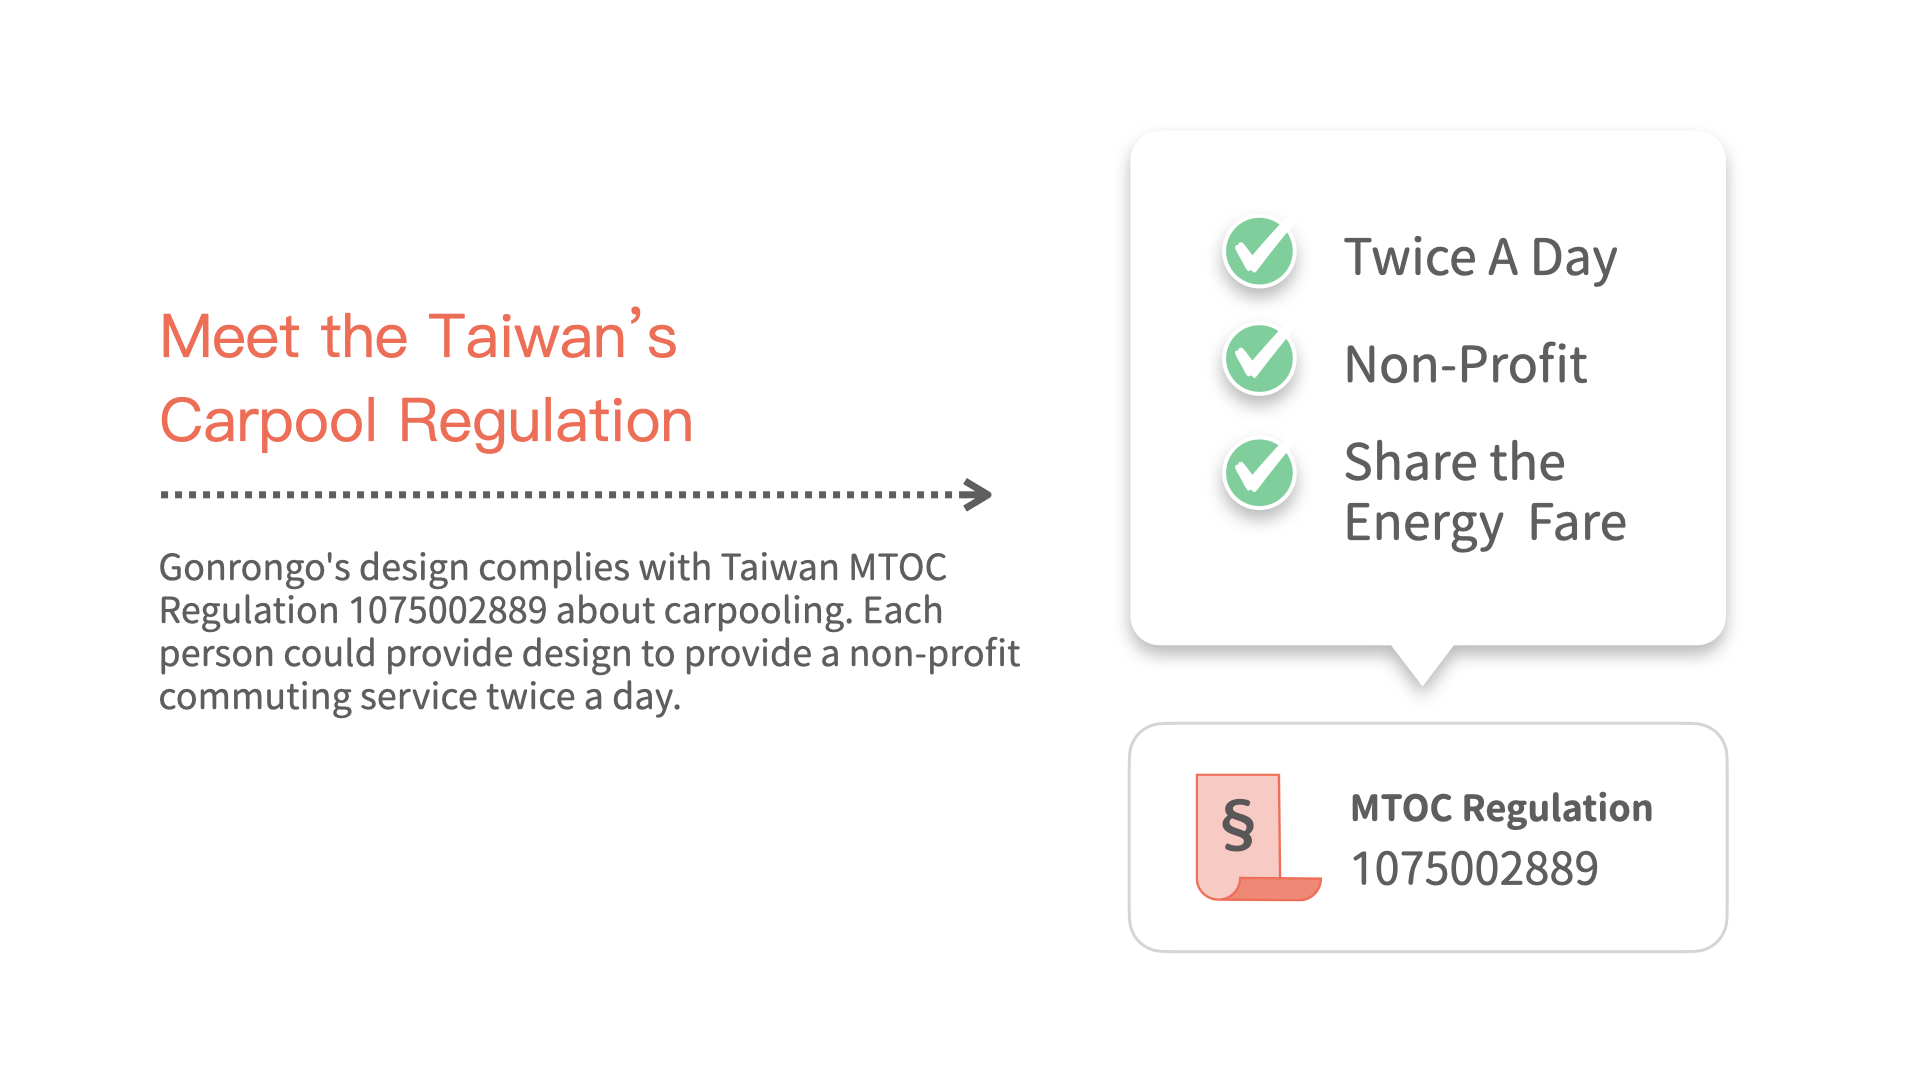 Meet the Taiwan’s
Carpool Regulation
Gonrongo's design complies with Taiwan MTOC
Regulation 1075002889 about carpooling. Each
person could provide design to provide a non-profit
commuting service twice a day.
Twice A Day
Non-Profit
Share the
Energy  Fare
§
MTOC Regulation
1075002889